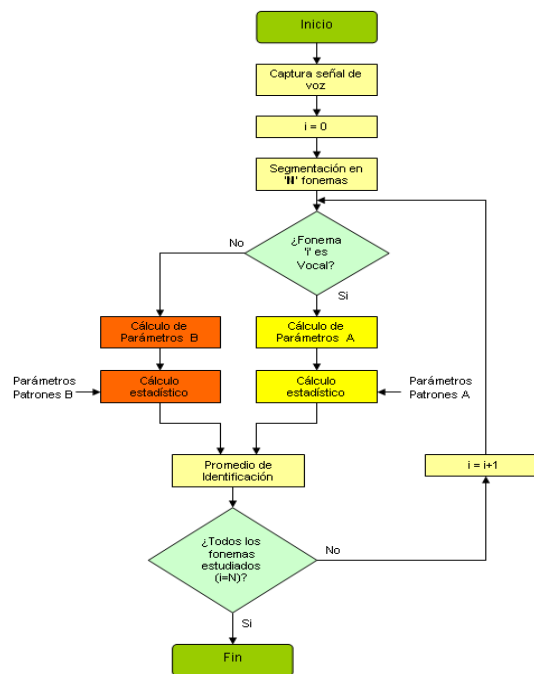 Inicio
Captura señal de
voz
i = 0
Segmentación en
'N' fonemas
¿Fonema
'i' es
Vocal?
No
Si
Cálculo de
Parámetros B
Cálculo de
Parámetros A
Parámetros
Patrones B
Cálculo
estadístico
Cálculo
estadístico
Parámetros
Patrones A
Promedio de
Identificación
i = i+1
¿Todos los
fonemas
estudiados
(i=N)?
No
Si
Fin